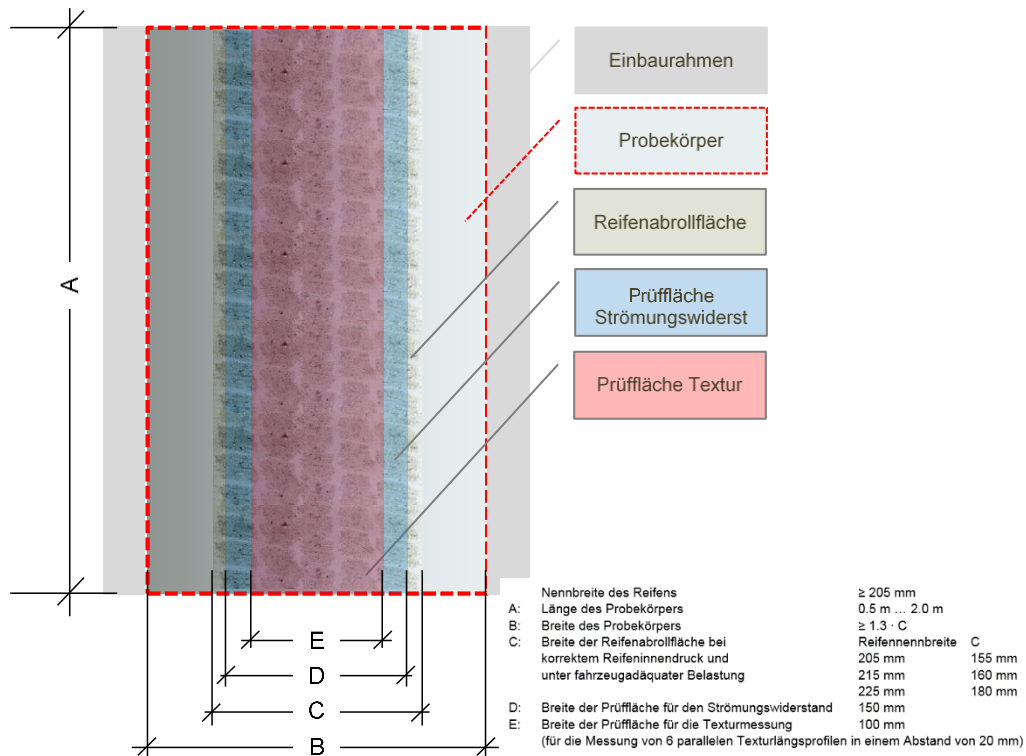 Einbaurahmen
Probekörper
Reifenabrollfläche
Prüffläche
Strömungswiderst
Prüffläche Textur
A
E
D
C
B
Nennbreite des Reifens ≥ 205 mm
A: Länge des Probekörpers 0.5 m ... 2.0 m
B: Breite des Probekörpers ≥ 1.3 · C
C: Breite der Reifenabrollfläche bei Reifennennbreite C
korrektem Reifeninnendruck und 205 mm 155 mm
unter fahrzeugadäquater Belastung 215 mm 160 mm
225 mm 180 mm
D: Breite der Prüffläche für den Strömungswiderstand 150 mm
E: Breite der Prüffläche für die Texturmessung 100 mm
(für die Messung von 6 parallelen Texturlängsprofilen in einem Abstand von 20 mm)